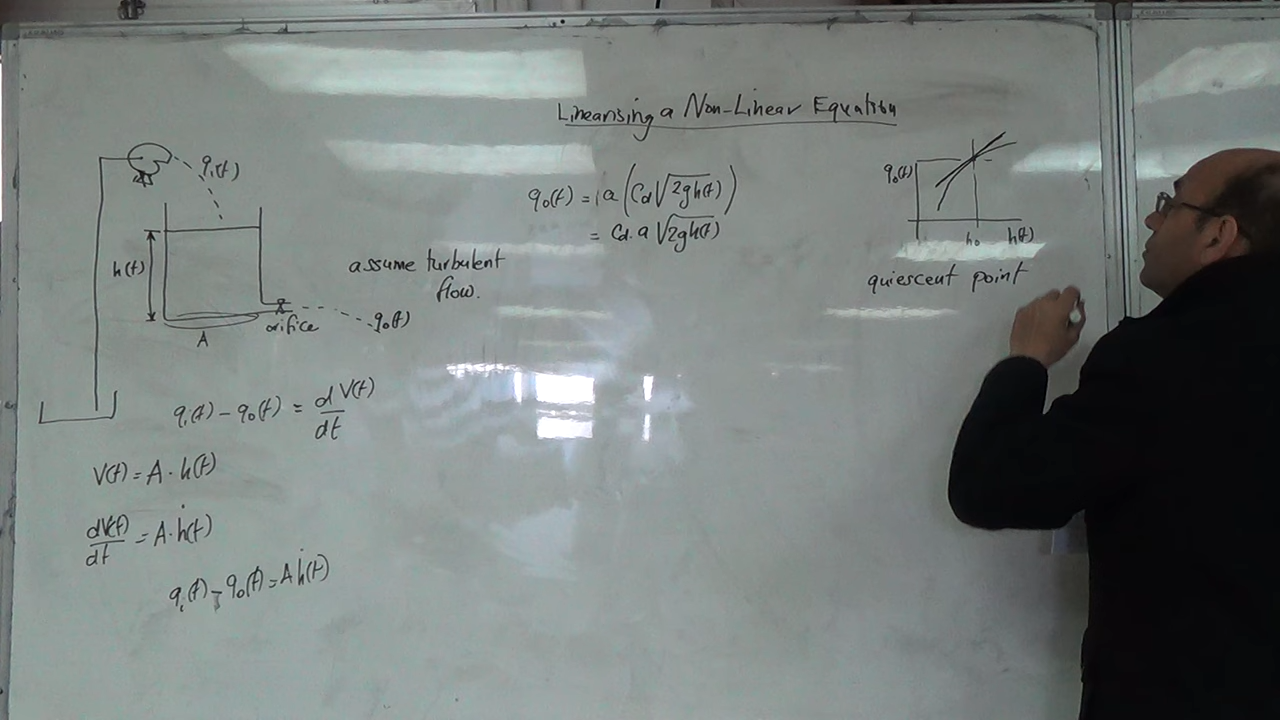 Linearising a Non-Linear Equation
qᵢ(t)
h(t)
A
orifice
q₀(t)
assume turbulent
flow.
qᵢ(t) - q₀(t) = dV(t)/dt
V(t) = A · h(t)
dV(t)/dt = A · ḣ(t)
qᵢ(t) - q₀(t) = A ḣ(t)
q₀(t) = a (Cd √2gh(t))
= Cd. a √2gh(t)
q₀(t)
h₀ h(t)
quiescent point